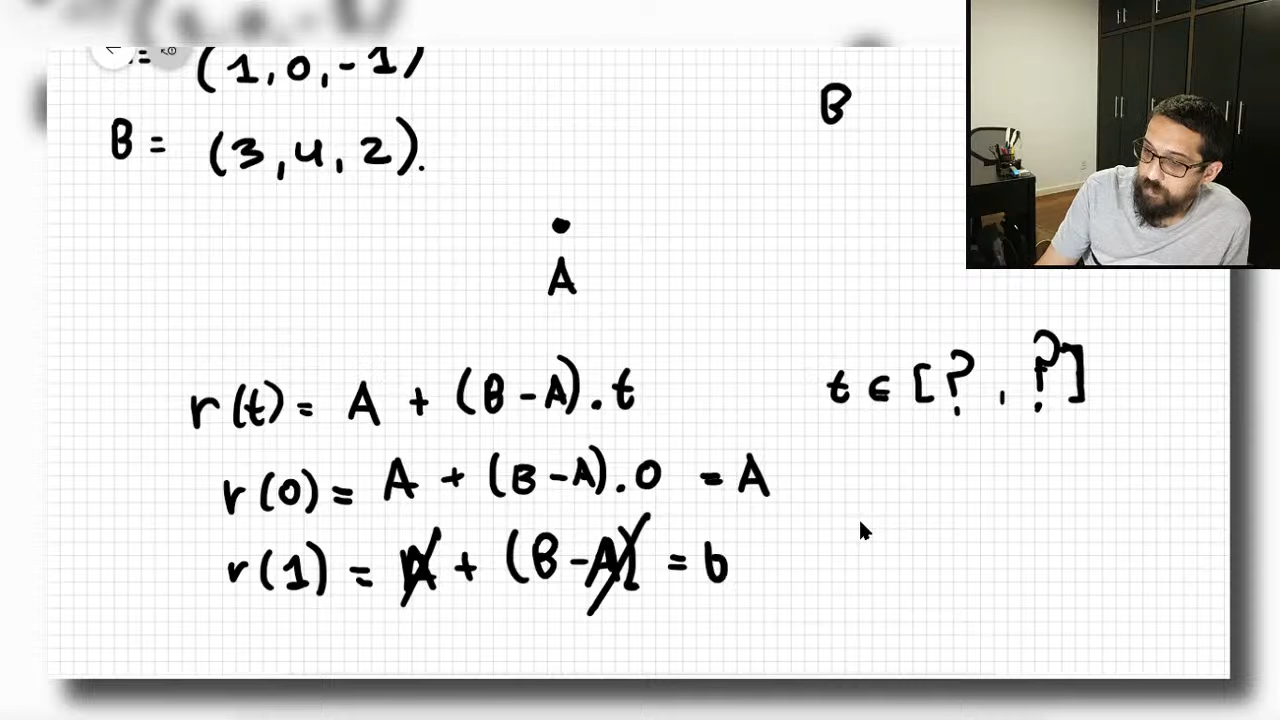 = (1, 0, -1)
B = (3, 4, 2).
B
A
r(t) = A + (B - A) . t
t ∈ [? , ?]
r(0) = A + (B - A) . 0 = A
r(1) = A + (B - A) = b